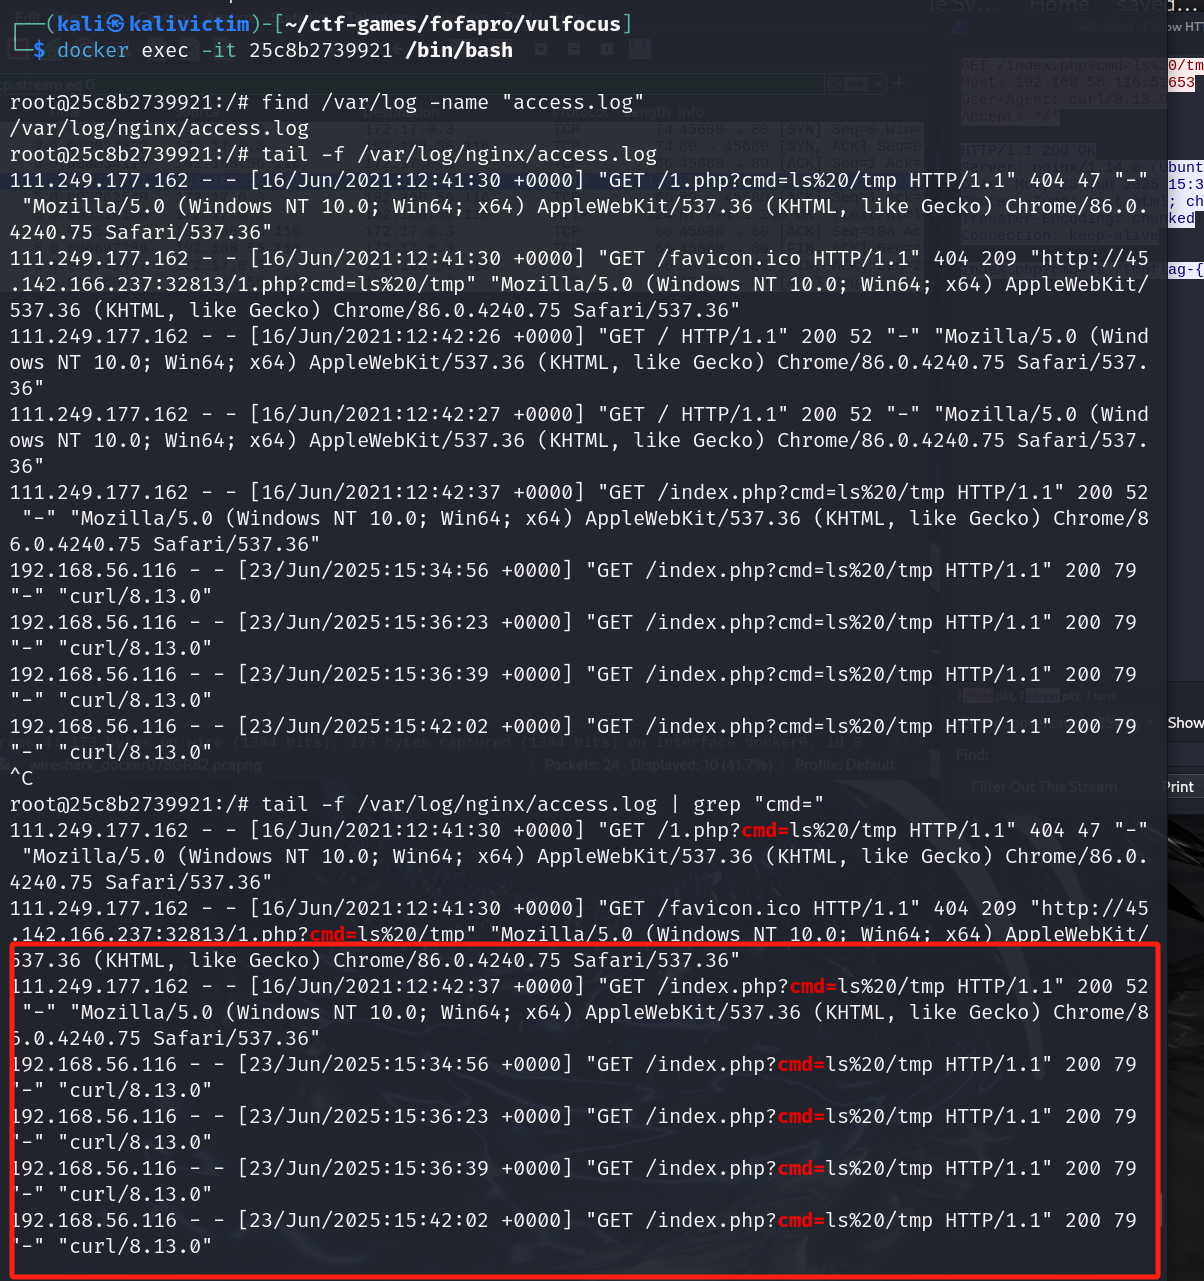 ┌──(kali㉿kalivictim)-[~/ctf-games/fofapro/vulfocus]
└─$ docker exec -it 25c8b2739921 /bin/bash
root@25c8b2739921:/# find /var/log -name "access.log"
/var/log/nginx/access.log
root@25c8b2739921:/# tail -f /var/log/nginx/access.log
111.249.177.162 - - [16/Jun/2021:12:41:30 +0000] "GET /1.php?cmd=ls%20/tmp HTTP/1.1" 404 47 "-"
"Mozilla/5.0 (Windows NT 10.0; Win64; x64) AppleWebKit/537.36 (KHTML, like Gecko) Chrome/86.0.
4240.75 Safari/537.36"
111.249.177.162 - - [16/Jun/2021:12:41:30 +0000] "GET /favicon.ico HTTP/1.1" 404 209 "http://45
.142.166.237:32813/1.php?cmd=ls%20/tmp" "Mozilla/5.0 (Windows NT 10.0; Win64; x64) AppleWebKit/
537.36 (KHTML, like Gecko) Chrome/86.0.4240.75 Safari/537.36"
111.249.177.162 - - [16/Jun/2021:12:42:26 +0000] "GET / HTTP/1.1" 200 52 "-" "Mozilla/5.0 (Wind
ows NT 10.0; Win64; x64) AppleWebKit/537.36 (KHTML, like Gecko) Chrome/86.0.4240.75 Safari/537.
36"
111.249.177.162 - - [16/Jun/2021:12:42:27 +0000] "GET / HTTP/1.1" 200 52 "-" "Mozilla/5.0 (Wind
ows NT 10.0; Win64; x64) AppleWebKit/537.36 (KHTML, like Gecko) Chrome/86.0.4240.75 Safari/537.
36"
111.249.177.162 - - [16/Jun/2021:12:42:37 +0000] "GET /index.php?cmd=ls%20/tmp HTTP/1.1" 200 52
"-" "Mozilla/5.0 (Windows NT 10.0; Win64; x64) AppleWebKit/537.36 (KHTML, like Gecko) Chrome/8
6.0.4240.75 Safari/537.36"
192.168.56.116 - - [23/Jun/2025:15:34:56 +0000] "GET /index.php?cmd=ls%20/tmp HTTP/1.1" 200 79
"-" "curl/8.13.0"
192.168.56.116 - - [23/Jun/2025:15:36:23 +0000] "GET /index.php?cmd=ls%20/tmp HTTP/1.1" 200 79
"-" "curl/8.13.0"
192.168.56.116 - - [23/Jun/2025:15:36:39 +0000] "GET /index.php?cmd=ls%20/tmp HTTP/1.1" 200 79
"-" "curl/8.13.0"
192.168.56.116 - - [23/Jun/2025:15:42:02 +0000] "GET /index.php?cmd=ls%20/tmp HTTP/1.1" 200 79
"-" "curl/8.13.0"
^C
root@25c8b2739921:/# tail -f /var/log/nginx/access.log | grep "cmd="
111.249.177.162 - - [16/Jun/2021:12:41:30 +0000] "GET /1.php?cmd=ls%20/tmp HTTP/1.1" 404 47 "-"
"Mozilla/5.0 (Windows NT 10.0; Win64; x64) AppleWebKit/537.36 (KHTML, like Gecko) Chrome/86.0.
4240.75 Safari/537.36"
111.249.177.162 - - [16/Jun/2021:12:41:30 +0000] "GET /favicon.ico HTTP/1.1" 404 209 "http://45
.142.166.237:32813/1.php?cmd=ls%20/tmp" "Mozilla/5.0 (Windows NT 10.0; Win64; x64) AppleWebKit/
537.36 (KHTML, like Gecko) Chrome/86.0.4240.75 Safari/537.36"
111.249.177.162 - - [16/Jun/2021:12:42:37 +0000] "GET /index.php?cmd=ls%20/tmp HTTP/1.1" 200 52
"-" "Mozilla/5.0 (Windows NT 10.0; Win64; x64) AppleWebKit/537.36 (KHTML, like Gecko) Chrome/8
6.0.4240.75 Safari/537.36"
192.168.56.116 - - [23/Jun/2025:15:34:56 +0000] "GET /index.php?cmd=ls%20/tmp HTTP/1.1" 200 79
"-" "curl/8.13.0"
192.168.56.116 - - [23/Jun/2025:15:36:23 +0000] "GET /index.php?cmd=ls%20/tmp HTTP/1.1" 200 79
"-" "curl/8.13.0"
192.168.56.116 - - [23/Jun/2025:15:36:39 +0000] "GET /index.php?cmd=ls%20/tmp HTTP/1.1" 200 79
"-" "curl/8.13.0"
192.168.56.116 - - [23/Jun/2025:15:42:02 +0000] "GET /index.php?cmd=ls%20/tmp HTTP/1.1" 200 79
"-" "curl/8.13.0"
Show
Print